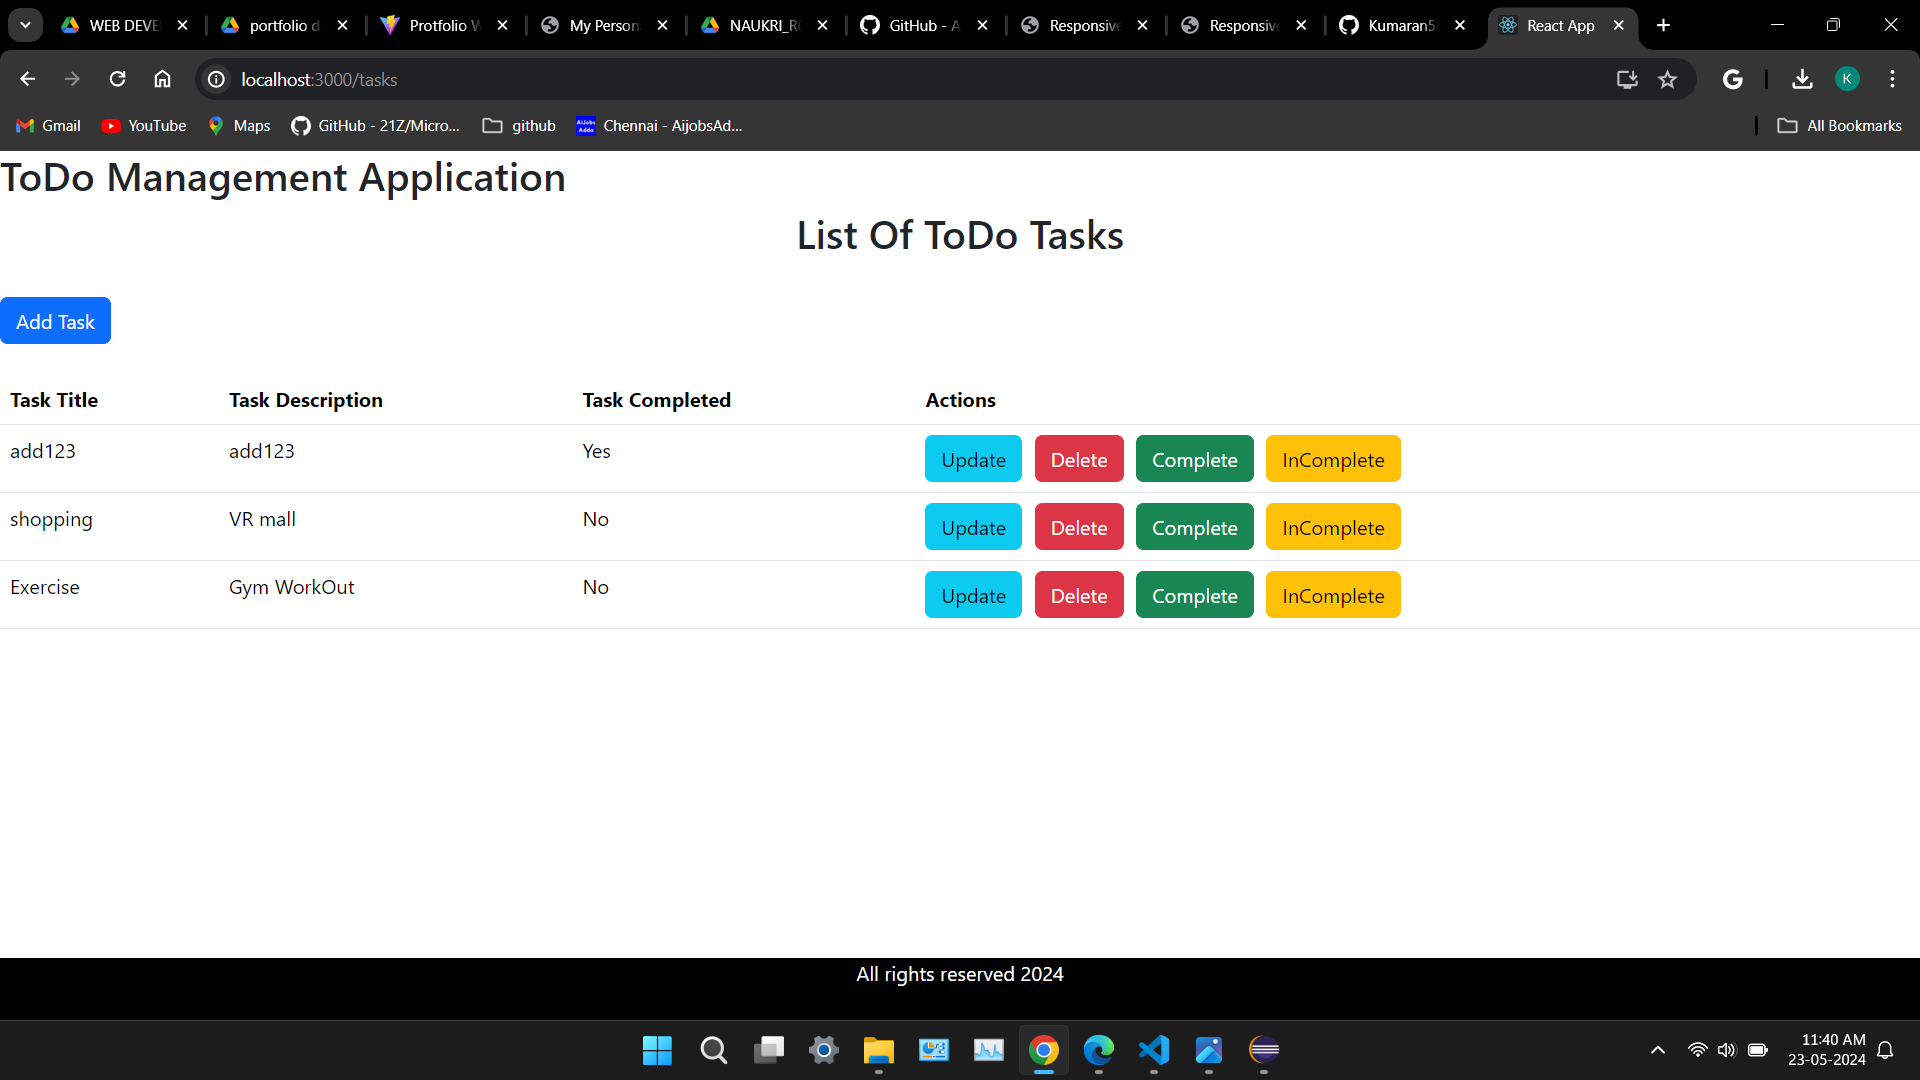 WEB DEVE
portfolio d
Protfolio W
My Person
NAUKRI_R
GitHub - A
Responsive
Responsive
Kumaran5
React App
localhost:3000/tasks
G
K
Gmail
YouTube
Maps
GitHub - 21Z/Micro...
github
AiJobs Adda
Chennai - AijobsAd...
All Bookmarks
ToDo Management Application
List Of ToDo Tasks
Add Task
Task Title Task Description Task Completed Actions
add123 add123 Yes Update Delete Complete InComplete
shopping VR mall No Update Delete Complete InComplete
Exercise Gym WorkOut No Update Delete Complete InComplete
All rights reserved 2024
11:40 AM
23-05-2024